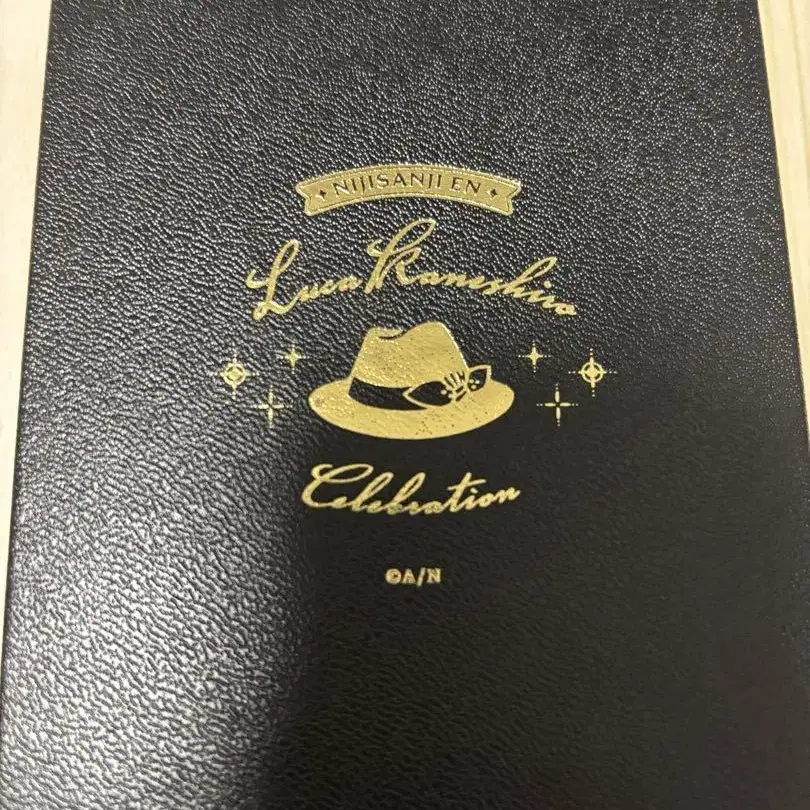 NIJISANJI EN
Luca Kaneshiro
Celebration
©A/N